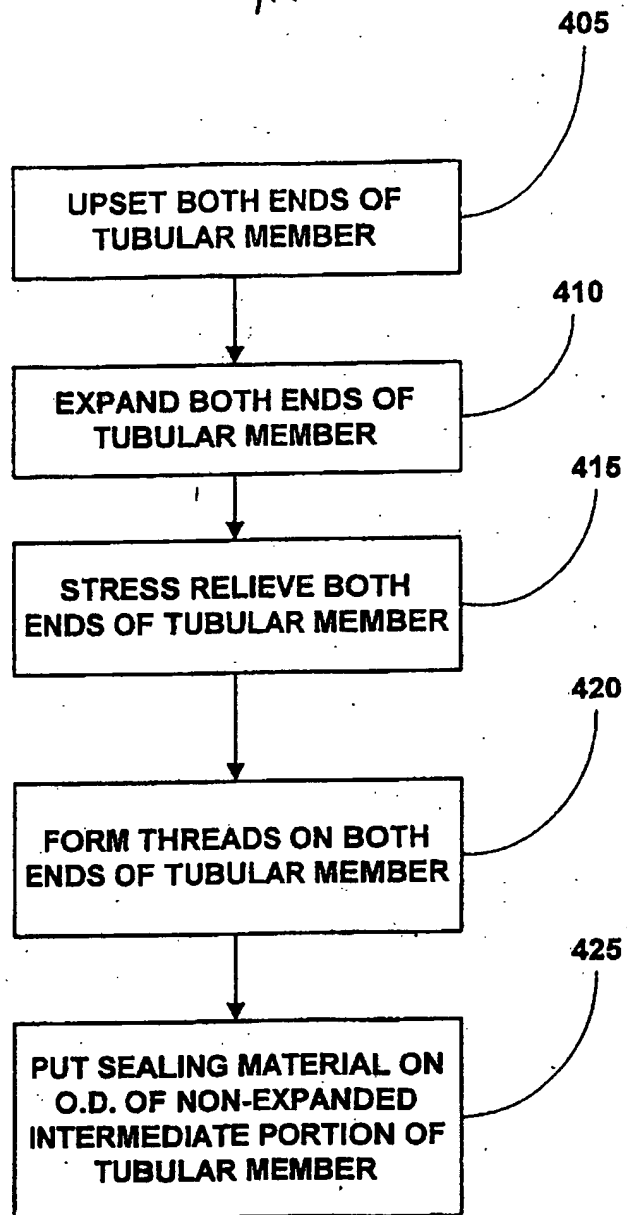 405
UPSET BOTH ENDS OF
TUBULAR MEMBER
410
EXPAND BOTH ENDS OF
TUBULAR MEMBER
415
STRESS RELIEVE BOTH
ENDS OF TUBULAR MEMBER
420
FORM THREADS ON BOTH
ENDS OF TUBULAR MEMBER
425
PUT SEALING MATERIAL ON
O.D. OF NON-EXPANDED
INTERMEDIATE PORTION OF
TUBULAR MEMBER